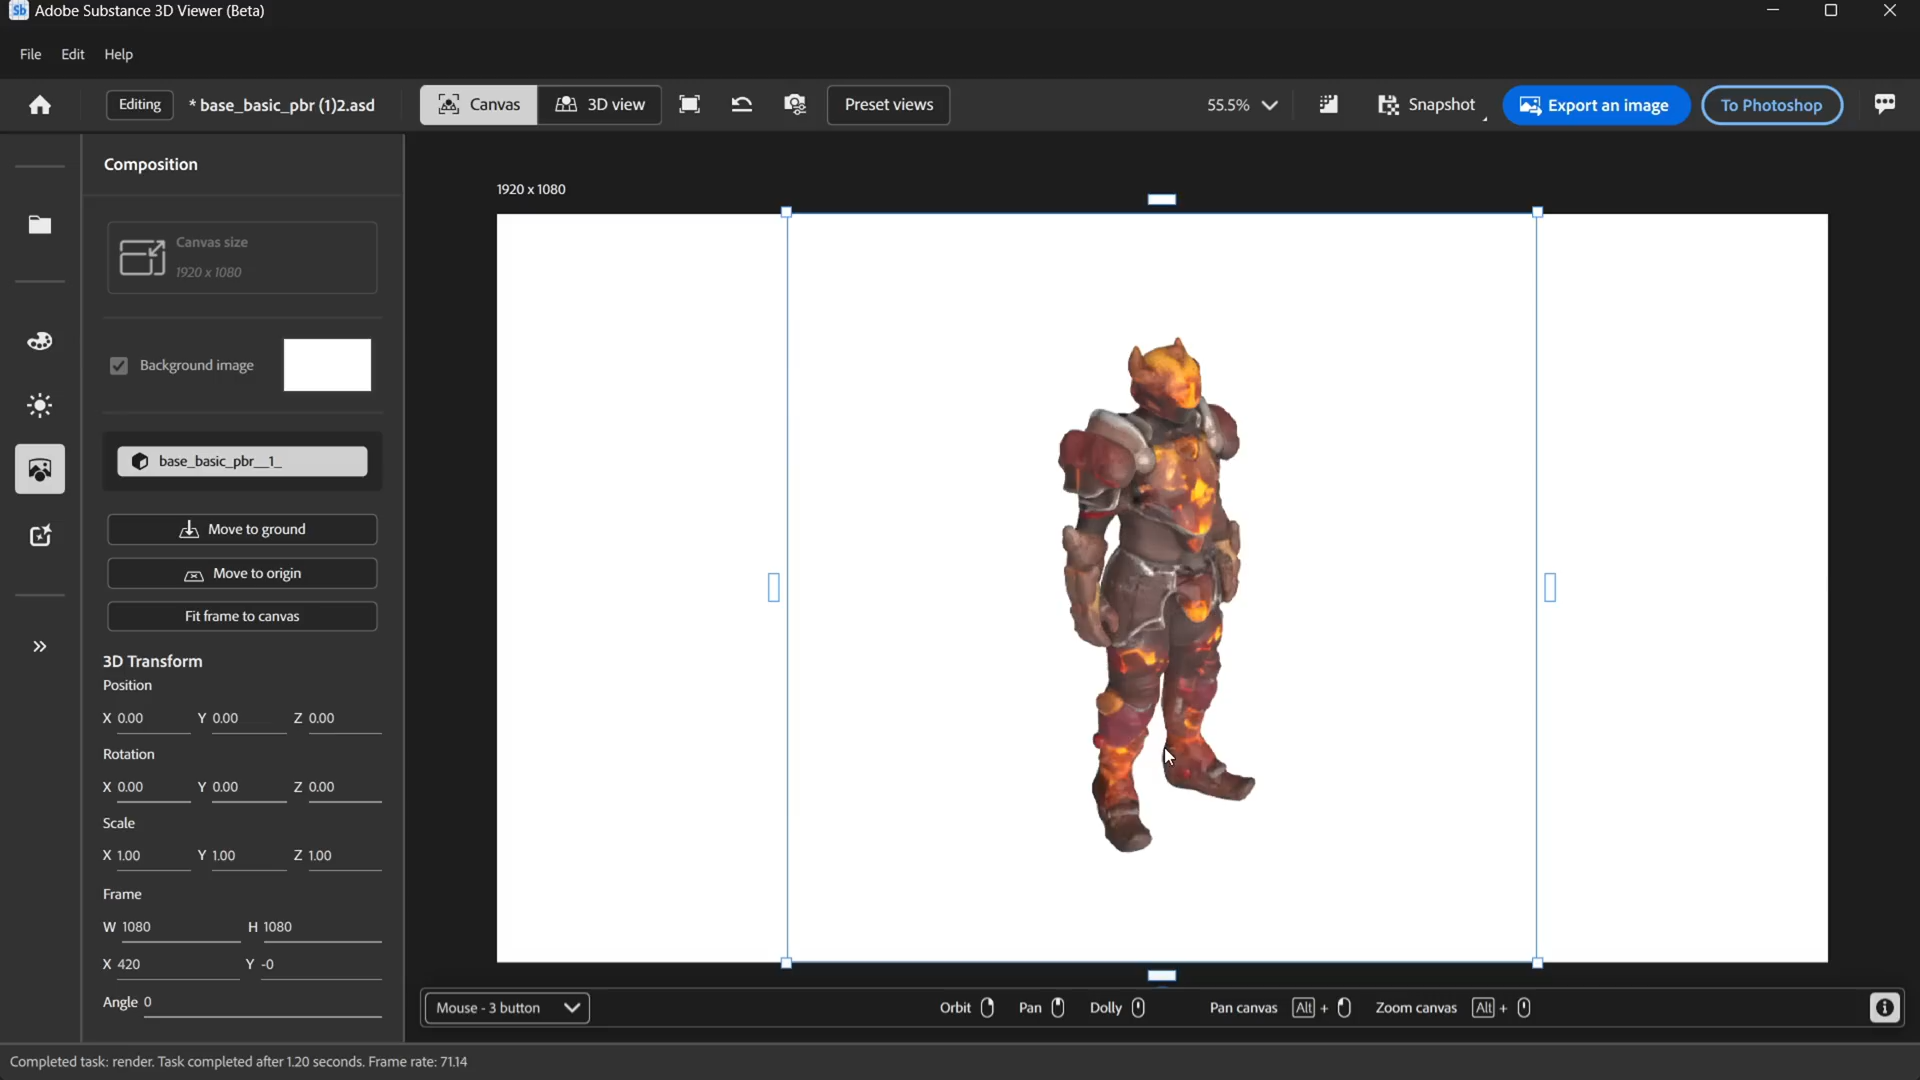 Sb Adobe Substance 3D Viewer (Beta)
File Edit Help
Editing * base_basic_pbr (1)2.asd Canvas 3D view Preset views 55.5% Snapshot Export an image To Photoshop
Composition
1920 x 1080
Canvas size
1920 x 1080
Background image
base_basic_pbr__1_
Move to ground
Move to origin
Fit frame to canvas
3D Transform
Position
X 0.00 Y 0.00 Z 0.00
Rotation
X 0.00 Y 0.00 Z 0.00
Scale
X 1.00 Y 1.00 Z 1.00
Frame
W 1080 H 1080
X 420 Y -0
Angle 0
Mouse - 3 button Orbit Pan Dolly Pan canvas Alt + Zoom canvas Alt +
Completed task: render. Task completed after 1.20 seconds. Frame rate: 71.14